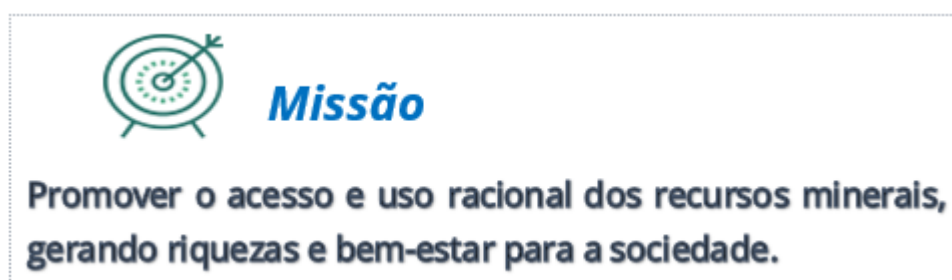 Missão
Promover o acesso e uso racional dos recursos minerais,
gerando riquezas e bem-estar para a sociedade.